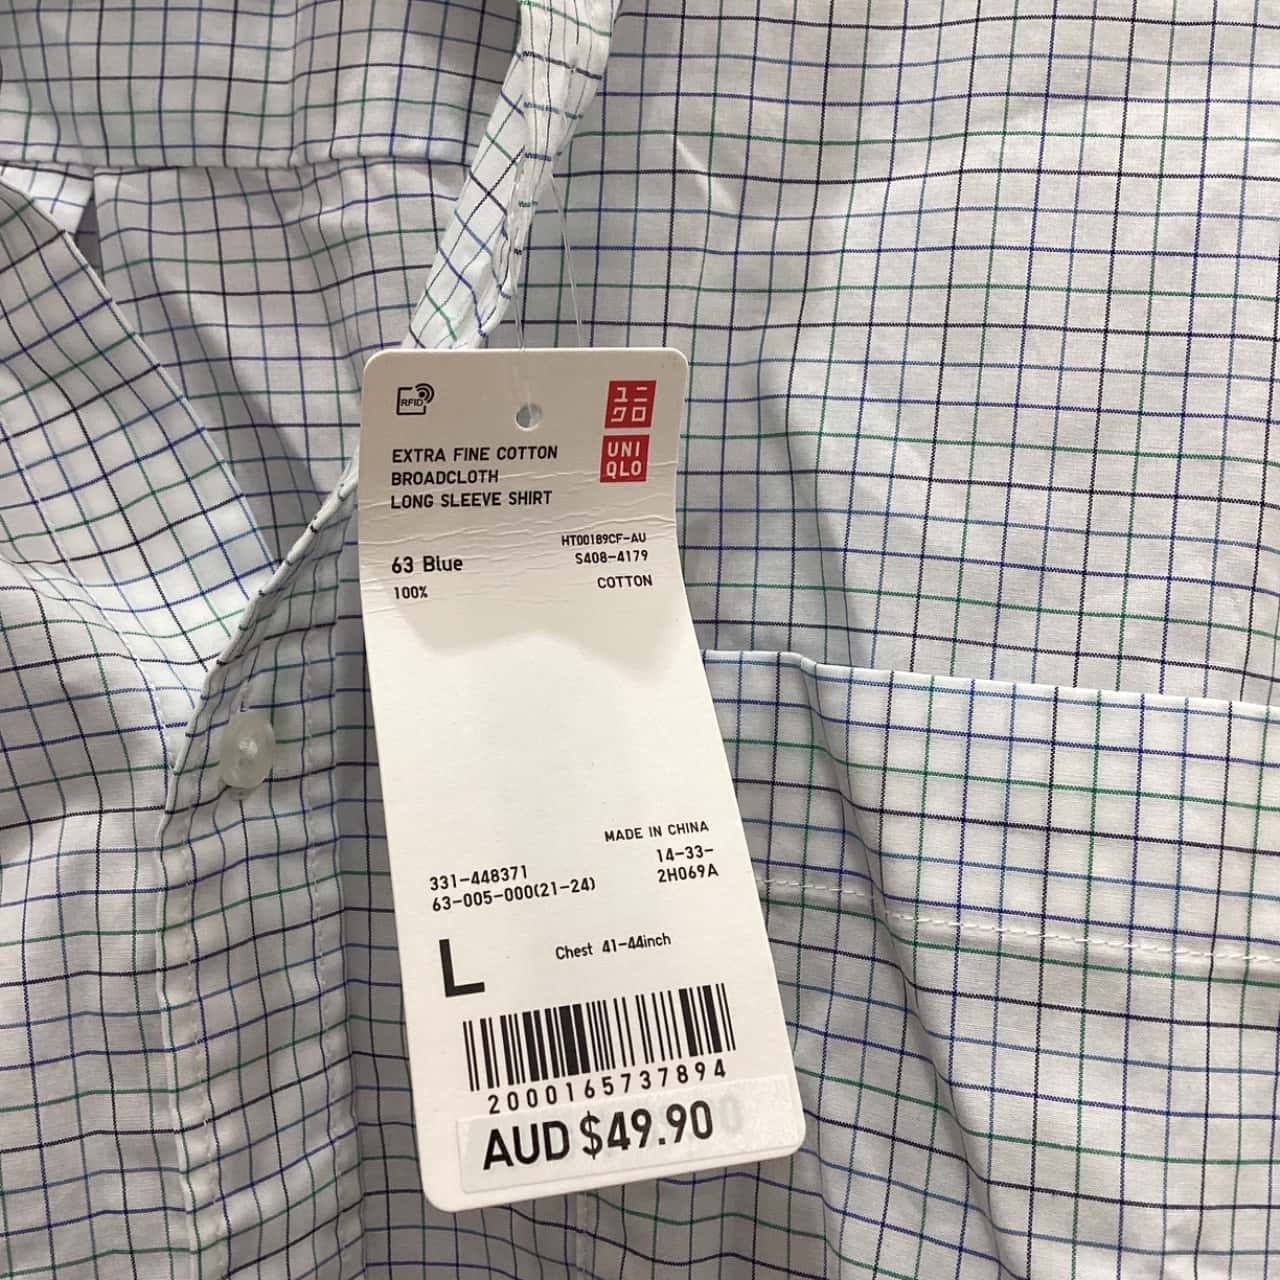 RFID
ユニ
クロ
UNI
QLO
EXTRA FINE COTTON
BROADCLOTH
LONG SLEEVE SHIRT
HT00189CF-AU
63 Blue S408-4179
100% COTTON
MADE IN CHINA
331-448371 14-33-
63-005-000(21-24) 2H069A
L Chest 41-44inch
2000165737894
AUD $49.90